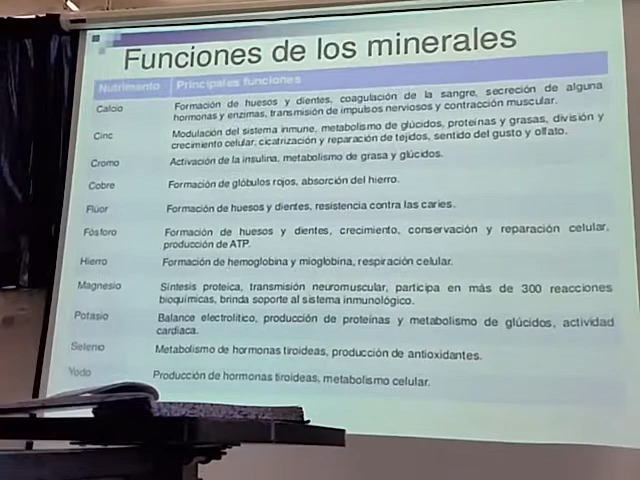 Funciones de los minerales
Nutrimento Principales funciones
Calcio Formación de huesos y dientes, coagulación de la sangre, secreción de alguna
hormonas y enzimas, transmisión de impulsos nerviosos y contracción muscular.
Cinc Modulación del sistema inmune, metabolismo de glúcidos, proteínas y grasas, división y
crecimiento celular, cicatrización y reparación de tejidos, sentido del gusto y olfato.
Cromo Activación de la insulina, metabolismo de grasa y glúcidos.
Cobre Formación de glóbulos rojos, absorción del hierro.
Flúor Formación de huesos y dientes, resistencia contra las caries.
Fósforo Formación de huesos y dientes, crecimiento, conservación y reparación celular,
producción de ATP.
Hierro Formación de hemoglobina y mioglobina, respiración celular.
Magnesio Síntesis proteica, transmisión neuromuscular, participa en más de 300 reacciones
bioquímicas, brinda soporte al sistema inmunológico.
Potasio Balance electrolítico, producción de proteínas y metabolismo de glúcidos, actividad
cardíaca.
Selenio Metabolismo de hormonas tiroideas, producción de antioxidantes.
Yodo Producción de hormonas tiroideas, metabolismo celular.